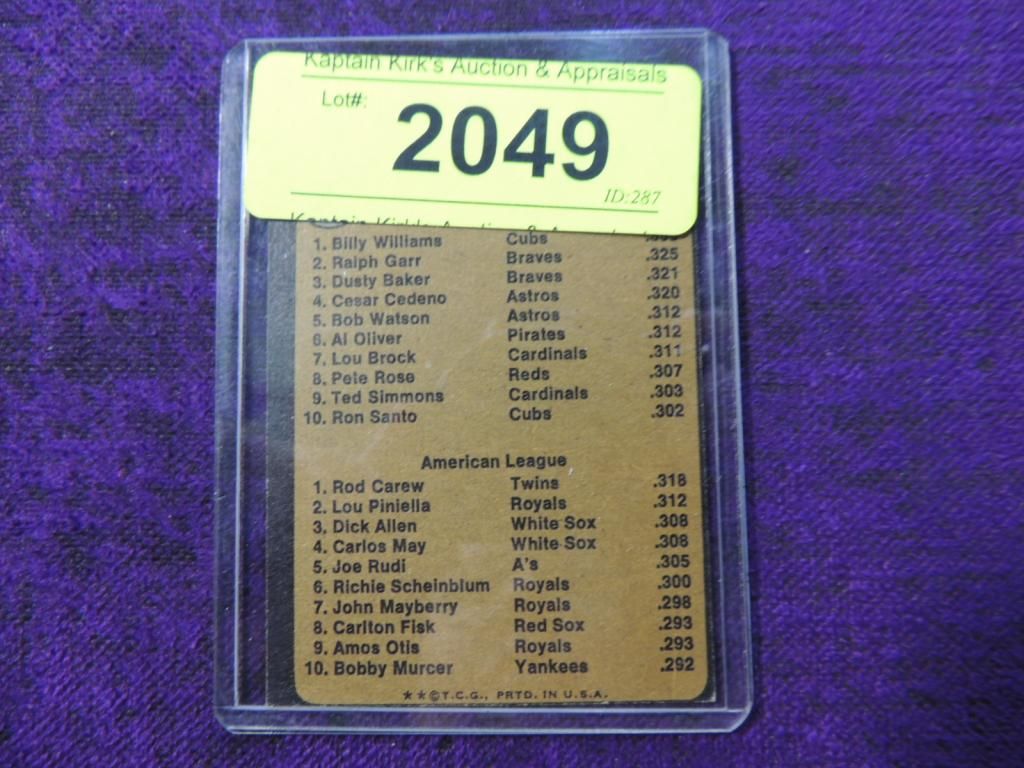 Kaptain Kirk's Auction & Appraisals
Lot#:
2049
ID:287
1. Billy Williams Cubs
2. Ralph Garr Braves .325
3. Dusty Baker Braves .321
4. Cesar Cedeno Astros .320
5. Bob Watson Astros .312
6. Al Oliver Pirates .312
7. Lou Brock Cardinals .311
8. Pete Rose Reds .307
9. Ted Simmons Cardinals .303
10. Ron Santo Cubs .302
American League
1. Rod Carew Twins .318
2. Lou Piniella Royals .312
3. Dick Allen White Sox .308
4. Carlos May White Sox .308
5. Joe Rudi A's .305
6. Richie Scheinblum Royals .300
7. John Mayberry Royals .298
8. Carlton Fisk Red Sox .293
9. Amos Otis Royals .293
10. Bobby Murcer Yankees .292
**©T.C.G., PRTD. IN U.S.A.